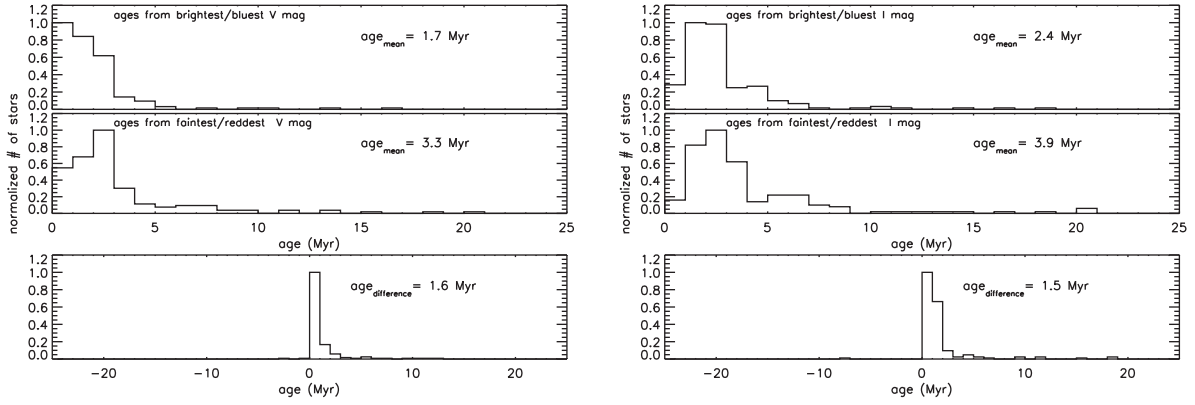 ages from brightest/bluest V mag
age_mean = 1.7 Myr
1.2
1.0
0.8
0.6
0.4
0.2
0.0
ages from faintest/reddest V mag
age_mean = 3.3 Myr
1.2
1.0
0.8
0.6
0.4
0.2
0.0
normalized # of stars
0 5 10 15 20 25
age (Myr)
age_difference = 1.6 Myr
1.2
1.0
0.8
0.6
0.4
0.2
0.0
−20 −10 0 10 20
age (Myr)
ages from brightest/bluest I mag
age_mean = 2.4 Myr
1.2
1.0
0.8
0.6
0.4
0.2
0.0
ages from faintest/reddest I mag
age_mean = 3.9 Myr
1.2
1.0
0.8
0.6
0.4
0.2
0.0
normalized # of stars
0 5 10 15 20 25
age (Myr)
age_difference = 1.5 Myr
1.2
1.0
0.8
0.6
0.4
0.2
0.0
−20 −10 0 10 20
age (Myr)